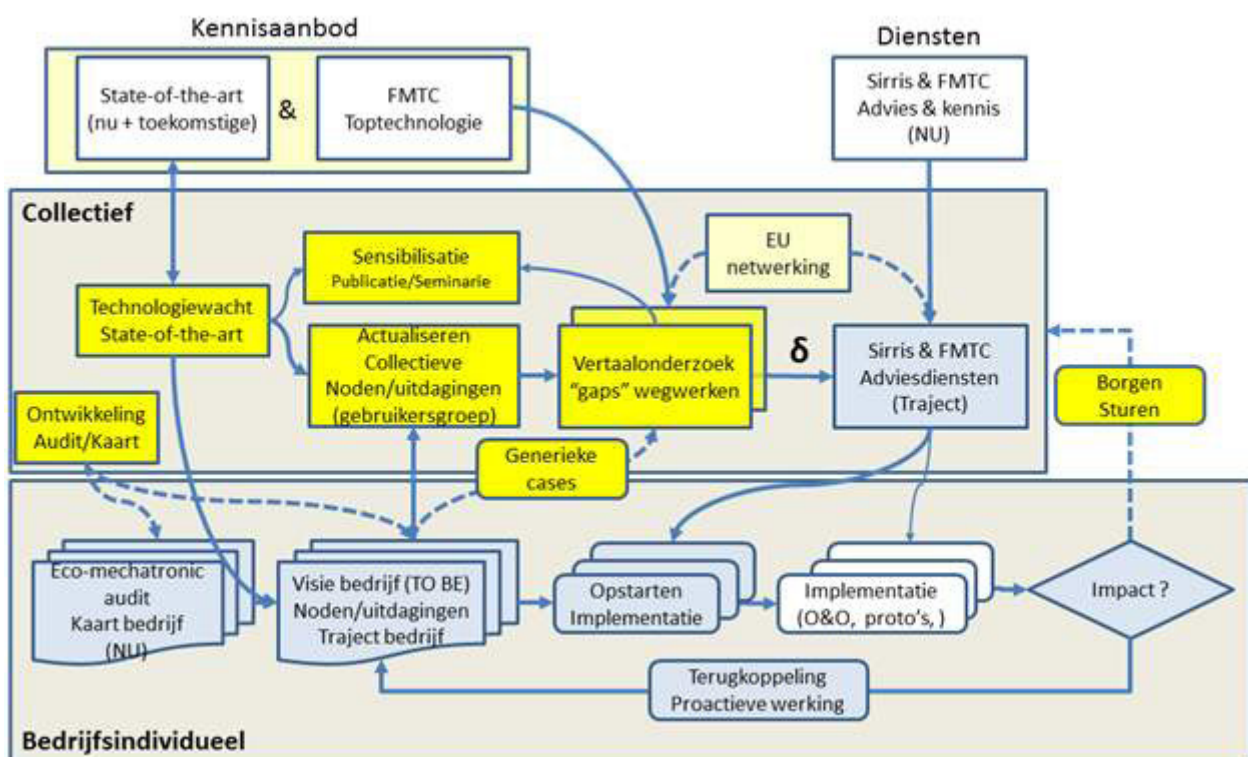 Kennisaanbod
Diensten
State-of-the-art
(nu + toekomstige)
&
FMTC
Toptechnologie
Sirris & FMTC
Advies & kennis
(NU)
Collectief
Sensibilisatie
Publicatie/Seminarie
EU
netwerking
Technologiewacht
State-of-the-art
Actualiseren
Collectieve
Noden/uitdagingen
(gebruikersgroep)
Vertaalonderzoek
“gaps” wegwerken
δ
Sirris & FMTC
Adviesdiensten
(Traject)
Borgen
Sturen
Ontwikkeling
Audit/Kaart
Generieke
cases
Eco-mechatronic
audit
Kaart bedrijf
(NU)
Visie bedrijf (TO BE)
Noden/uitdagingen
Traject bedrijf
Opstarten
Implementatie
Implementatie
(O&O, proto’s, )
Impact ?
Terugkoppeling
Proactieve werking
Bedrijfsindividueel